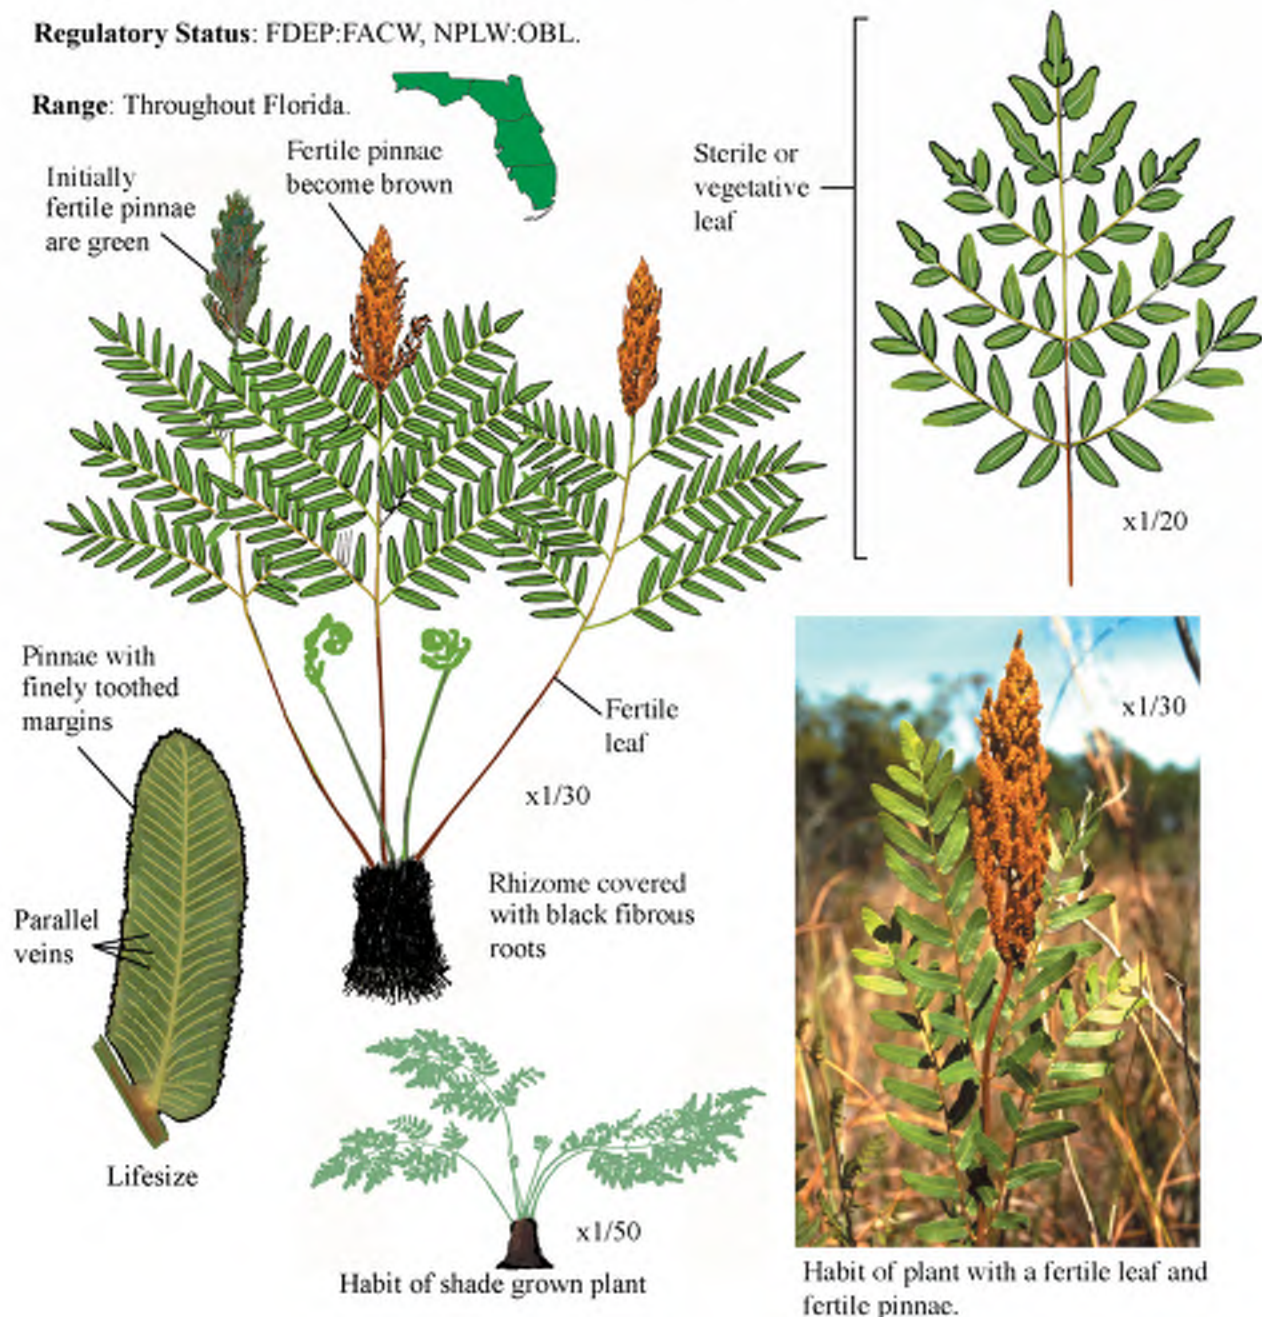 Regulatory Status: FDEP:FACW, NPLW:OBL.
Range: Throughout Florida.
Initially
fertile pinnae
are green
Fertile pinnae
become brown
Sterile or
vegetative
leaf
x1/20
Pinnae with
finely toothed
margins
Fertile
leaf
x1/30
x1/30
Parallel
veins
Rhizome covered
with black fibrous
roots
Lifesize
x1/50
Habit of shade grown plant
Habit of plant with a fertile leaf and
fertile pinnae.